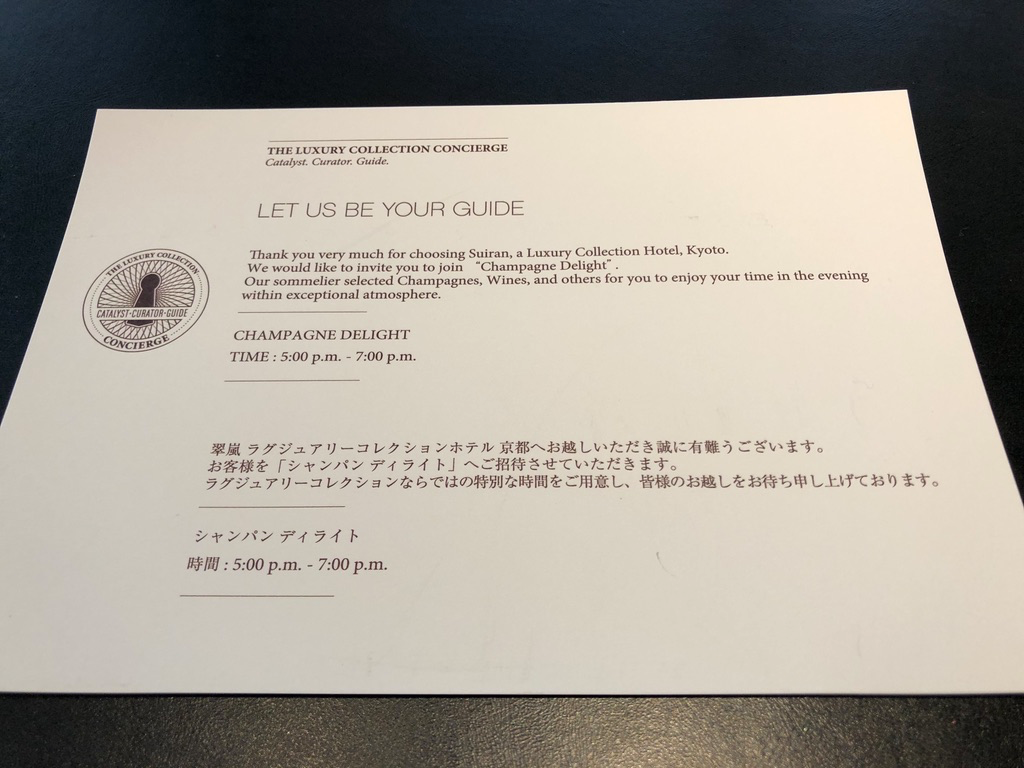 THE LUXURY COLLECTION CONCIERGE
Catalyst. Curator. Guide.
LET US BE YOUR GUIDE
THE LUXURY COLLECTION
CATALYST·CURATOR·GUIDE
CONCIERGE
Thank you very much for choosing Suiran, a Luxury Collection Hotel, Kyoto.
We would like to invite you to join “Champagne Delight”.
Our sommelier selected Champagnes, Wines, and others for you to enjoy your time in the evening
within exceptional atmosphere.
CHAMPAGNE DELIGHT
TIME : 5:00 p.m. - 7:00 p.m.
翠嵐 ラグジュアリーコレクションホテル 京都へお越しいただき誠に有難うございます。
お客様を「シャンパン ディライト」へご招待させていただきます。
ラグジュアリーコレクションならではの特別な時間をご用意し、皆様のお越しをお待ち申し上げております。
シャンパン ディライト
時間 : 5:00 p.m. - 7:00 p.m.